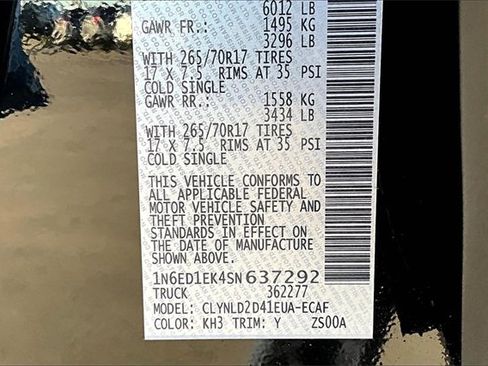 6012 LB
GAWR FR.: 1495 KG
3296 LB
WITH 265/70R17 TIRES
17 X 7.5 RIMS AT 35 PSI
COLD SINGLE
GAWR RR.: 1558 KG
3434 LB
WITH 265/70R17 TIRES
17 X 7.5 RIMS AT 35 PSI
COLD SINGLE
THIS VEHICLE CONFORMS TO
ALL APPLICABLE FEDERAL
MOTOR VEHICLE SAFETY AND
THEFT PREVENTION
STANDARDS IN EFFECT ON
THE DATE OF MANUFACTURE
SHOWN ABOVE.
1N6ED1EK4SN637292
TRUCK 362277
MODEL: CLYNLD2D41EUA-ECAF
COLOR: KH3 TRIM: Y ZS00A